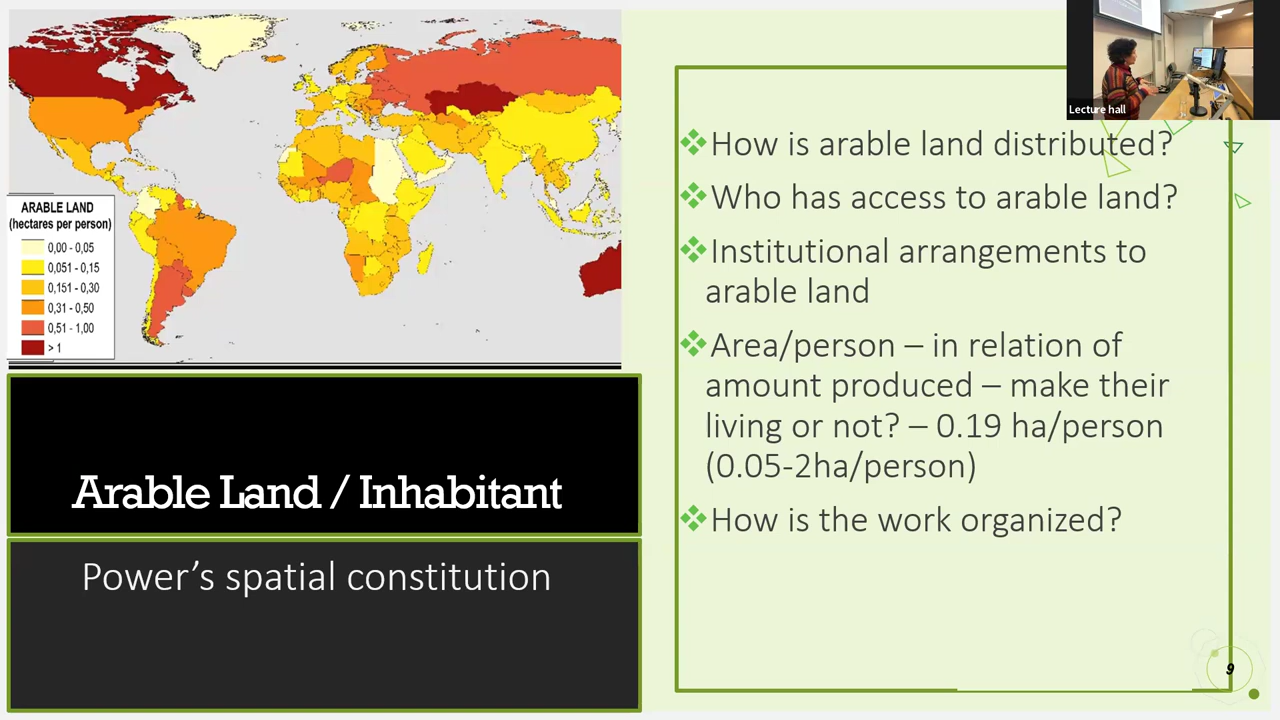 ARABLE LAND
(hectares per person)
0,00 - 0,05
0,051 - 0,15
0,151 - 0,30
0,31 - 0,50
0,51 - 1,00
> 1
Arable Land / Inhabitant
Power’s spatial constitution
Lecture hall
❖How is arable land distributed?
❖Who has access to arable land?
❖Institutional arrangements to
arable land
❖Area/person – in relation of
amount produced – make their
living or not? – 0.19 ha/person
(0.05-2ha/person)
❖How is the work organized?
9